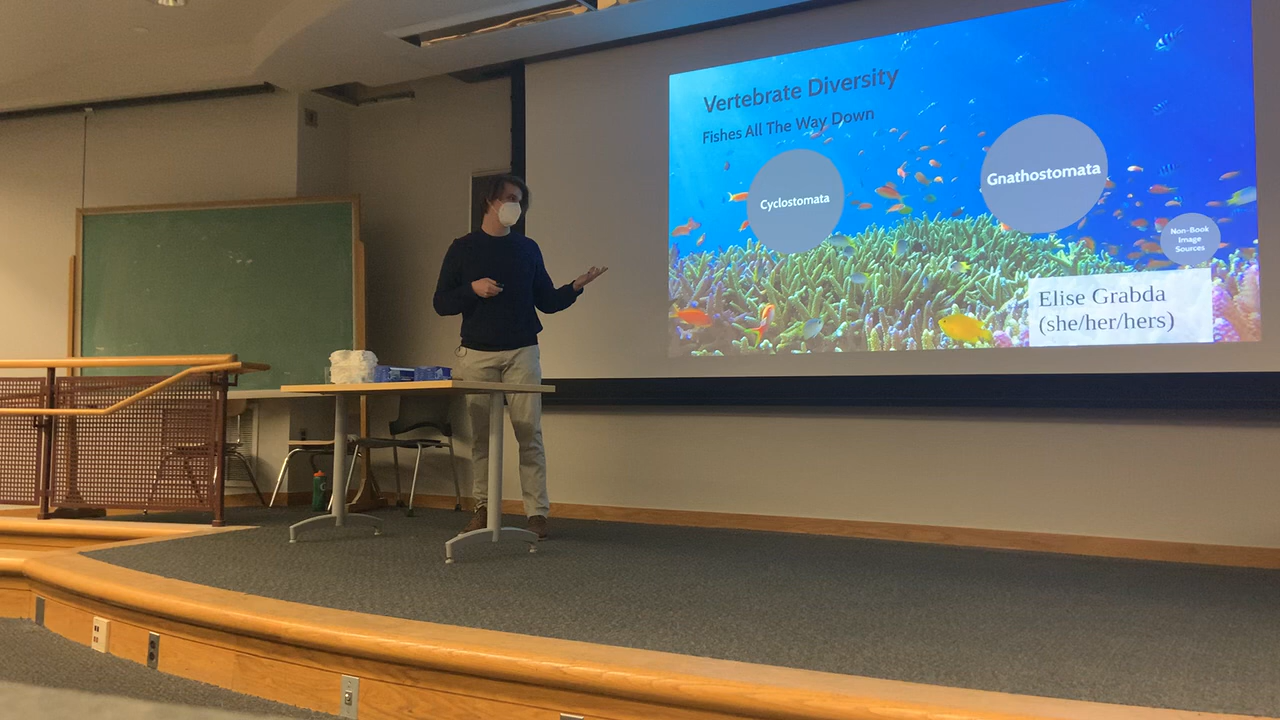 Vertebrate Diversity
Fishes All The Way Down
Cyclostomata
Gnathostomata
Non-Book
Image
Sources
Elise Grabda
(she/her/hers)